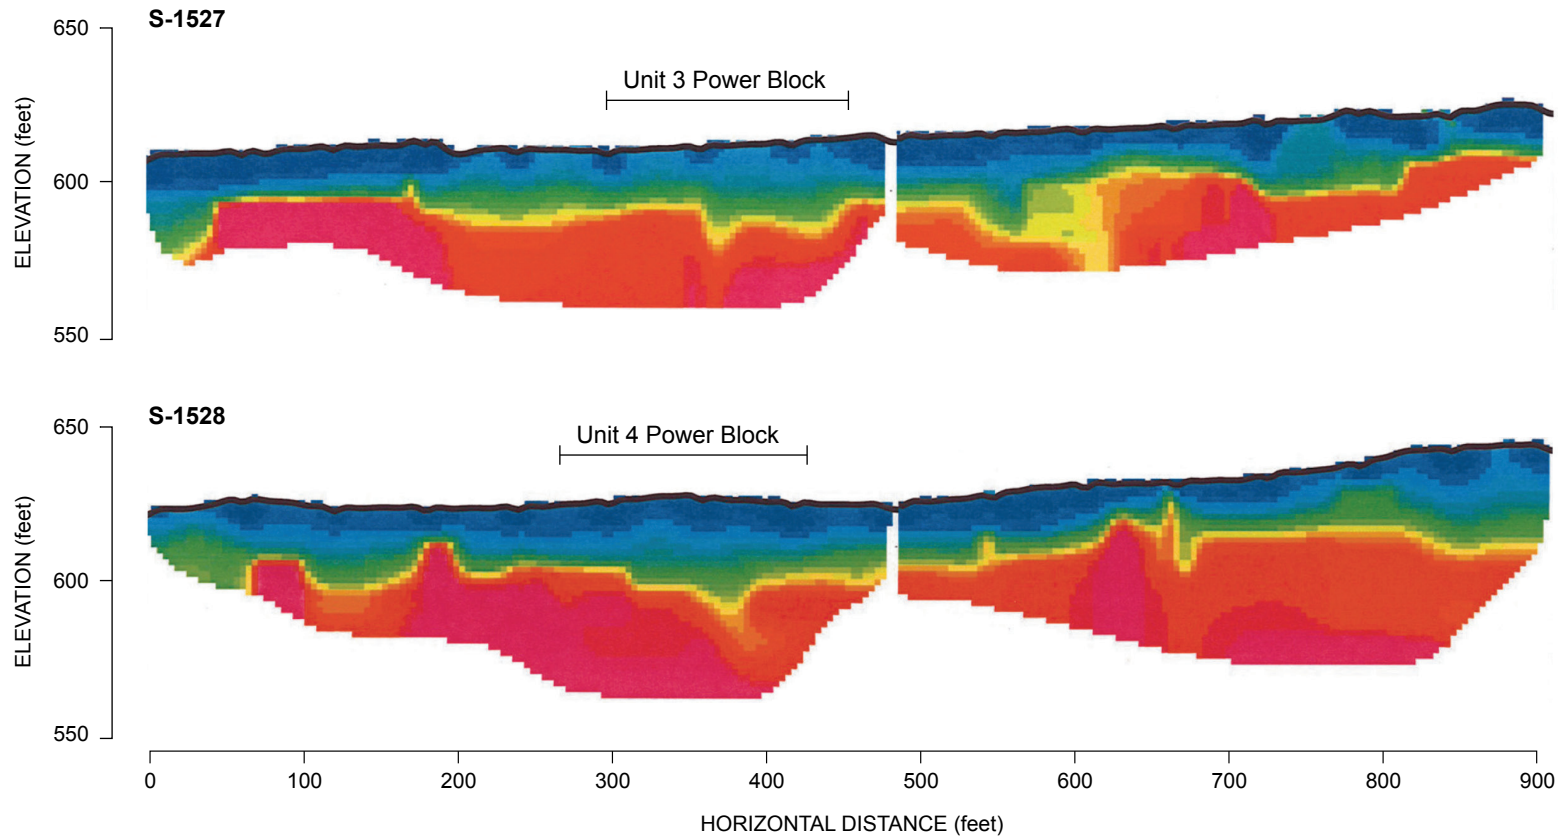 S-1527
650
Unit 3 Power Block
600
550
ELEVATION (feet)
S-1528
650
Unit 4 Power Block
600
550
ELEVATION (feet)
0 100 200 300 400 500 600 700 800 900
HORIZONTAL DISTANCE (feet)